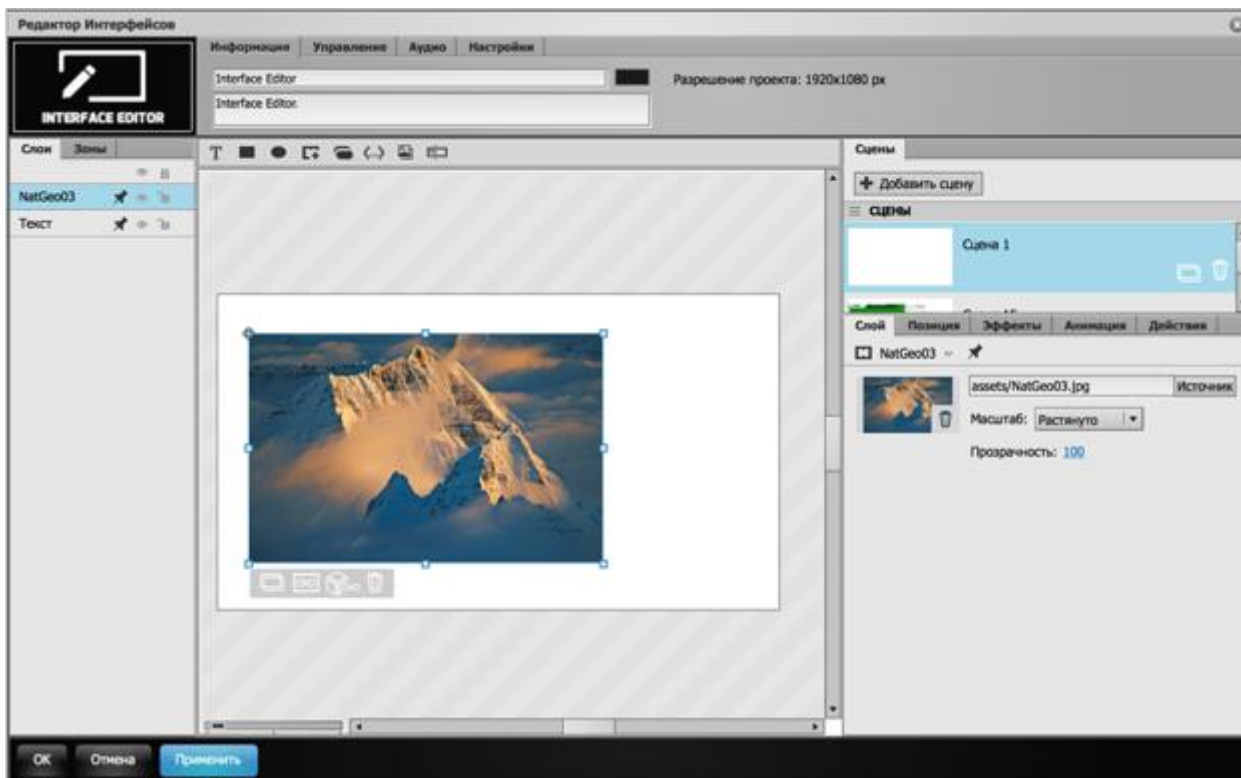 Редактор Интерфейсов
INTERFACE EDITOR
Информация Управление Аудио Настройки
Interface Editor
Разрешение проекта: 1920x1080 px
Interface Editor.
Слои Зоны
NatGeo03
Текст
T
Сцены
Добавить сцену
СЦЕНЫ
Сцена 1
Слой Позиция Эффекты Анимация Действия
NatGeo03
assets/NatGeo03.jpg Источник
Масштаб: Растянуто
Прозрачность: 100
ОК Отмена Применить